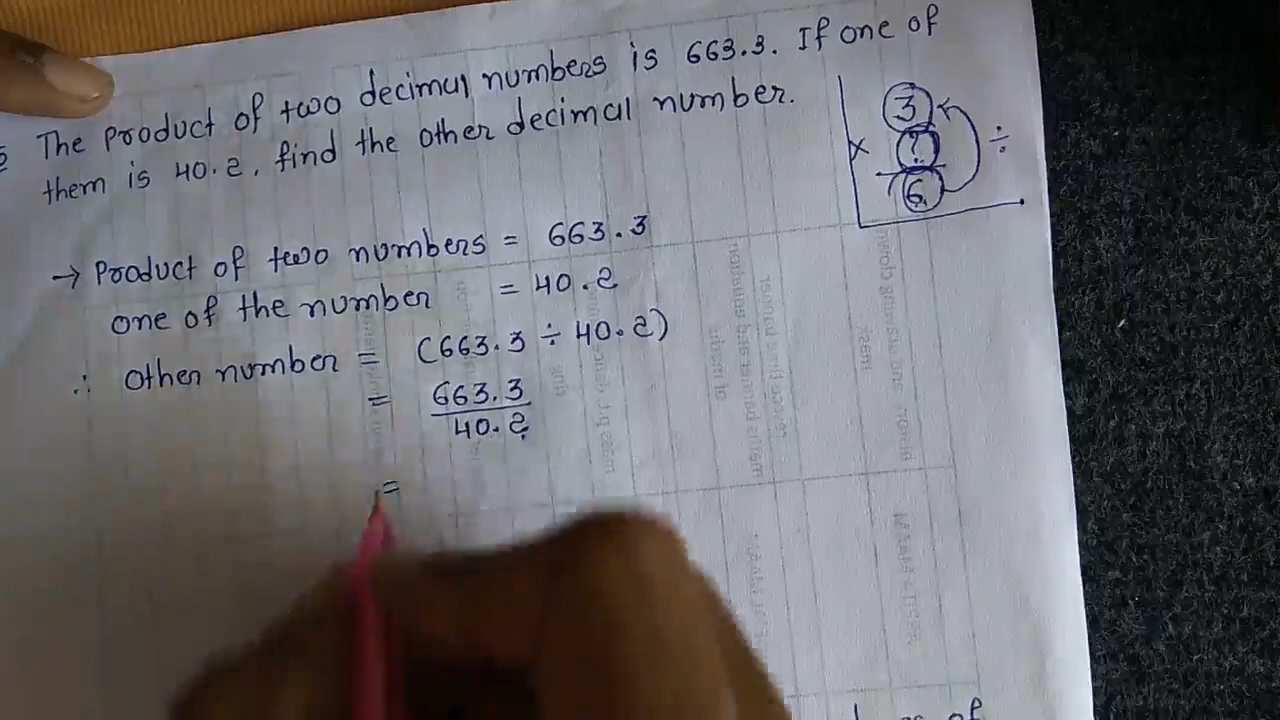 The product of two decimal numbers is 663.3. If one of
them is 40.2, find the other decimal number.
3
× ?
6
÷
→ Product of two numbers = 663.3
one of the number = 40.2
∴ Other number = (663.3 ÷ 40.2)
= 663.3
40.2
=
of